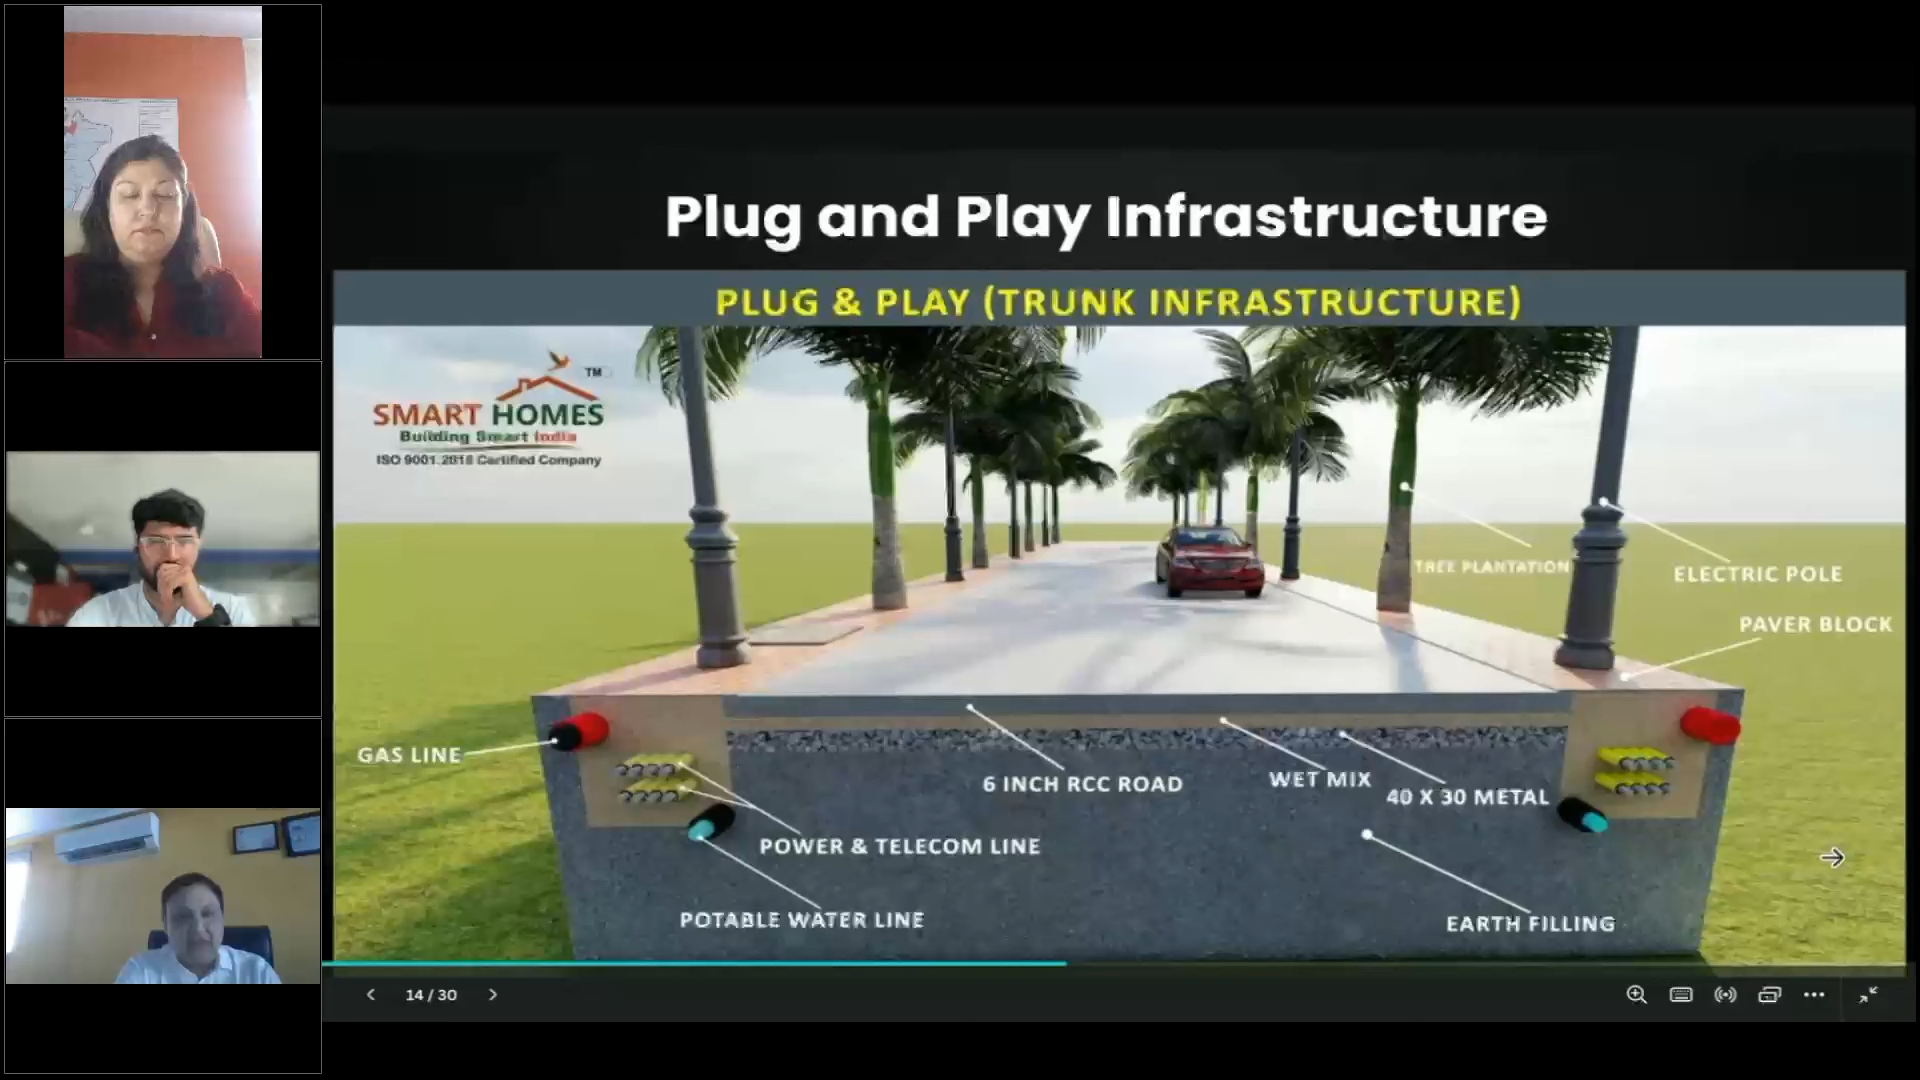 Plug and Play Infrastructure
PLUG & PLAY (TRUNK INFRASTRUCTURE)
TM
SMART HOMES
Building Smart India
ISO 9001.2818 Certified Company
TREE PLANTATION
ELECTRIC POLE
PAVER BLOCK
GAS LINE
6 INCH RCC ROAD
WET MIX
40 X 30 METAL
POWER & TELECOM LINE
POTABLE WATER LINE
EARTH FILLING
14 / 30